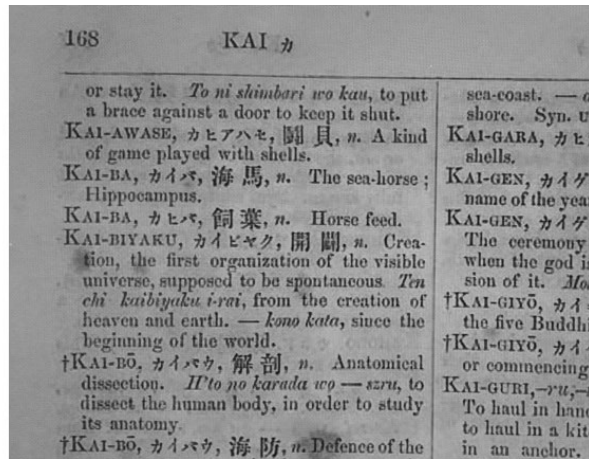 168 KAI カ
or stay it. To ni shimbari wo kau, to put
a brace against a door to keep it shut.
KAI-AWASE, カヒアハセ, 鬪貝, n. A kind
of game played with shells.
KAI-BA, カイバ, 海馬, n. The sea-horse;
Hippocampus.
KAI-BA, カヒバ, 飼葉, n. Horse feed.
KAI-BIYAKU, カイビヤク, 開闢, n. Crea-
tion, the first organization of the visible
universe, supposed to be spontaneous. Ten
chi kaibiyaku i-rai, from the creation of
heaven and earth. — kono kata, since the
beginning of the world.
†KAI-BŌ, カイバウ, 解剖, n. Anatomical
dissection. H'to no karada wo — szru, to
dissect the human body, in order to study
its anatomy.
†KAI-BŌ, カイバウ, 海防, n. Defence of the
sea-coast. —
shore. Syn.
KAI-GARA, カヒ
shells.
KAI-GEN, カイゲ
name of the yea
KAI-GEN, カイゲ
The ceremony
when the god i
sion of it.
†KAI-GIYŌ, カイ
the five Buddhi
†KAI-GIYŌ, カイ
or commencing
KAI-GURI, -ru,
To haul in hand
to haul in a kit
in an anchor.